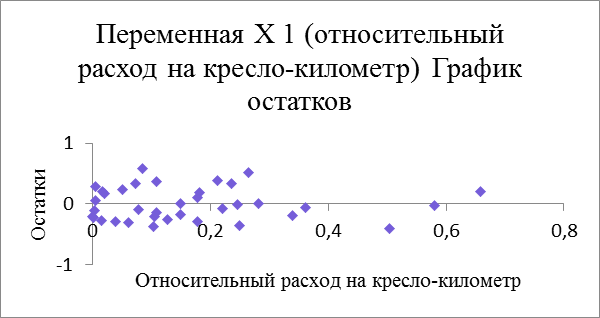 Переменная X 1 (относительный
расход на кресло-километр) График
остатков
Остатки
1
0
-1
0 0,2 0,4 0,6 0,8
Относительный расход на кресло-километр